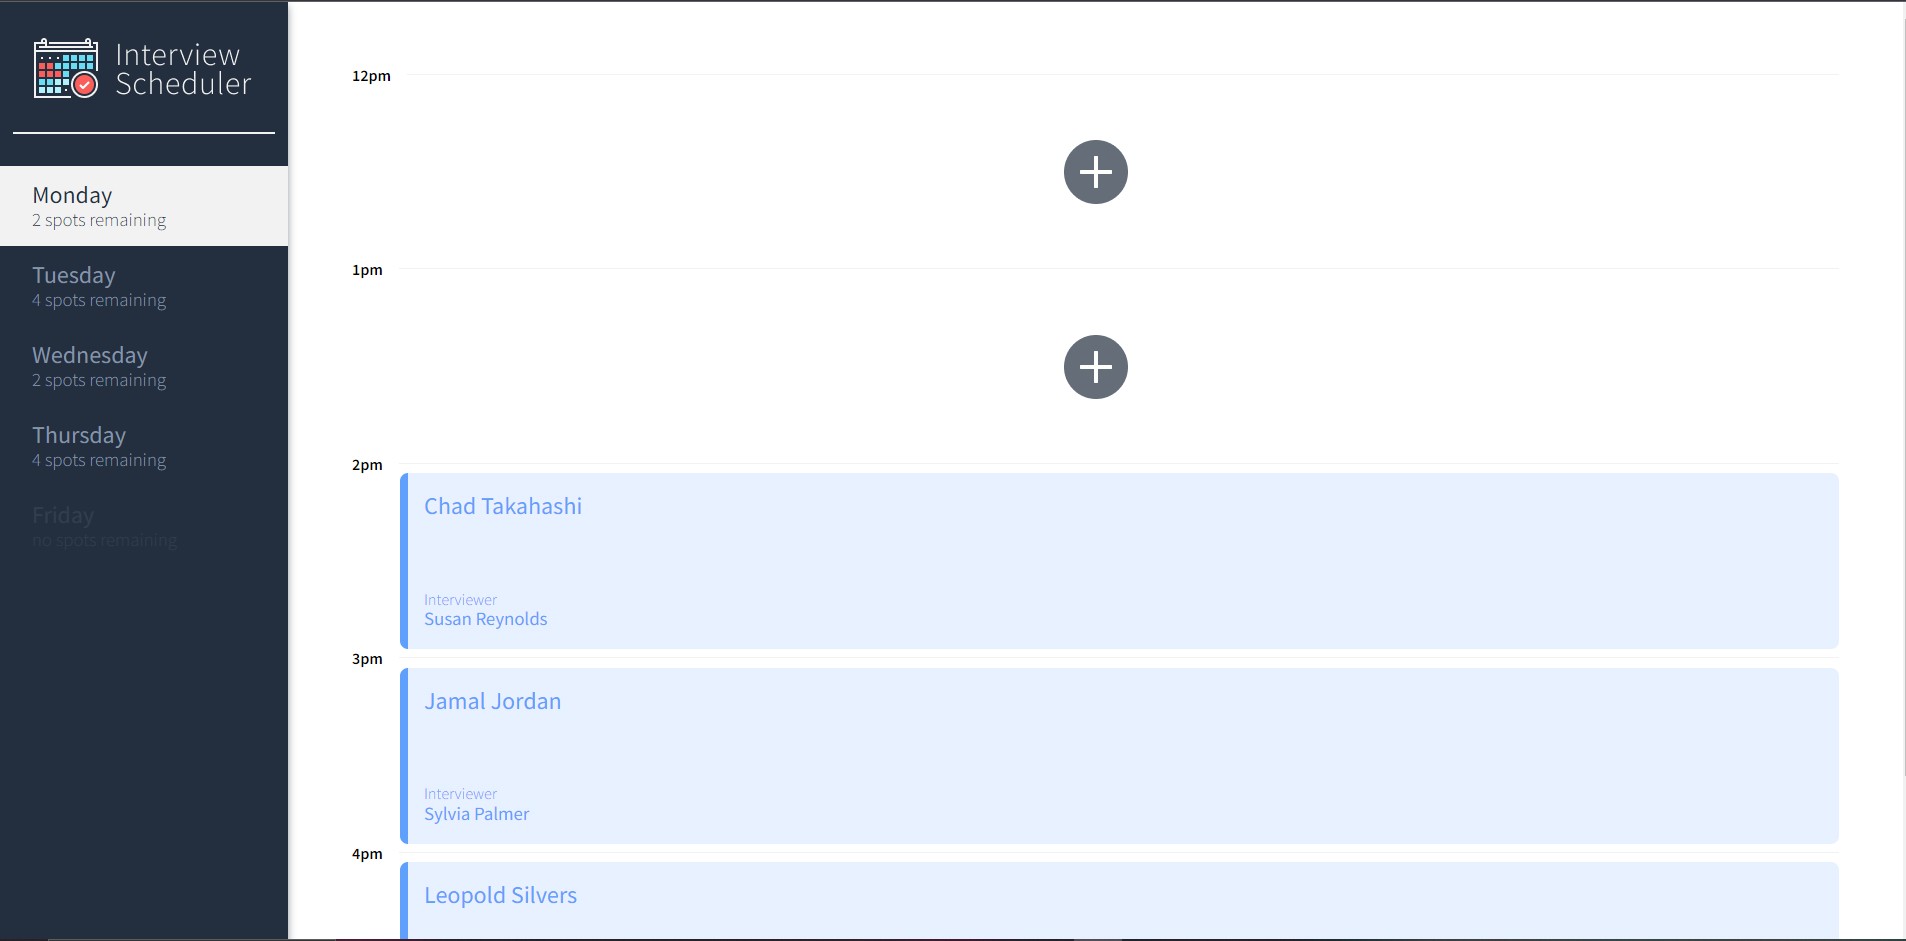 Interview
Scheduler
Monday
2 spots remaining
Tuesday
4 spots remaining
Wednesday
2 spots remaining
Thursday
4 spots remaining
Friday
no spots remaining
12pm
1pm
2pm
Chad Takahashi
Interviewer
Susan Reynolds
3pm
Jamal Jordan
Interviewer
Sylvia Palmer
4pm
Leopold Silvers